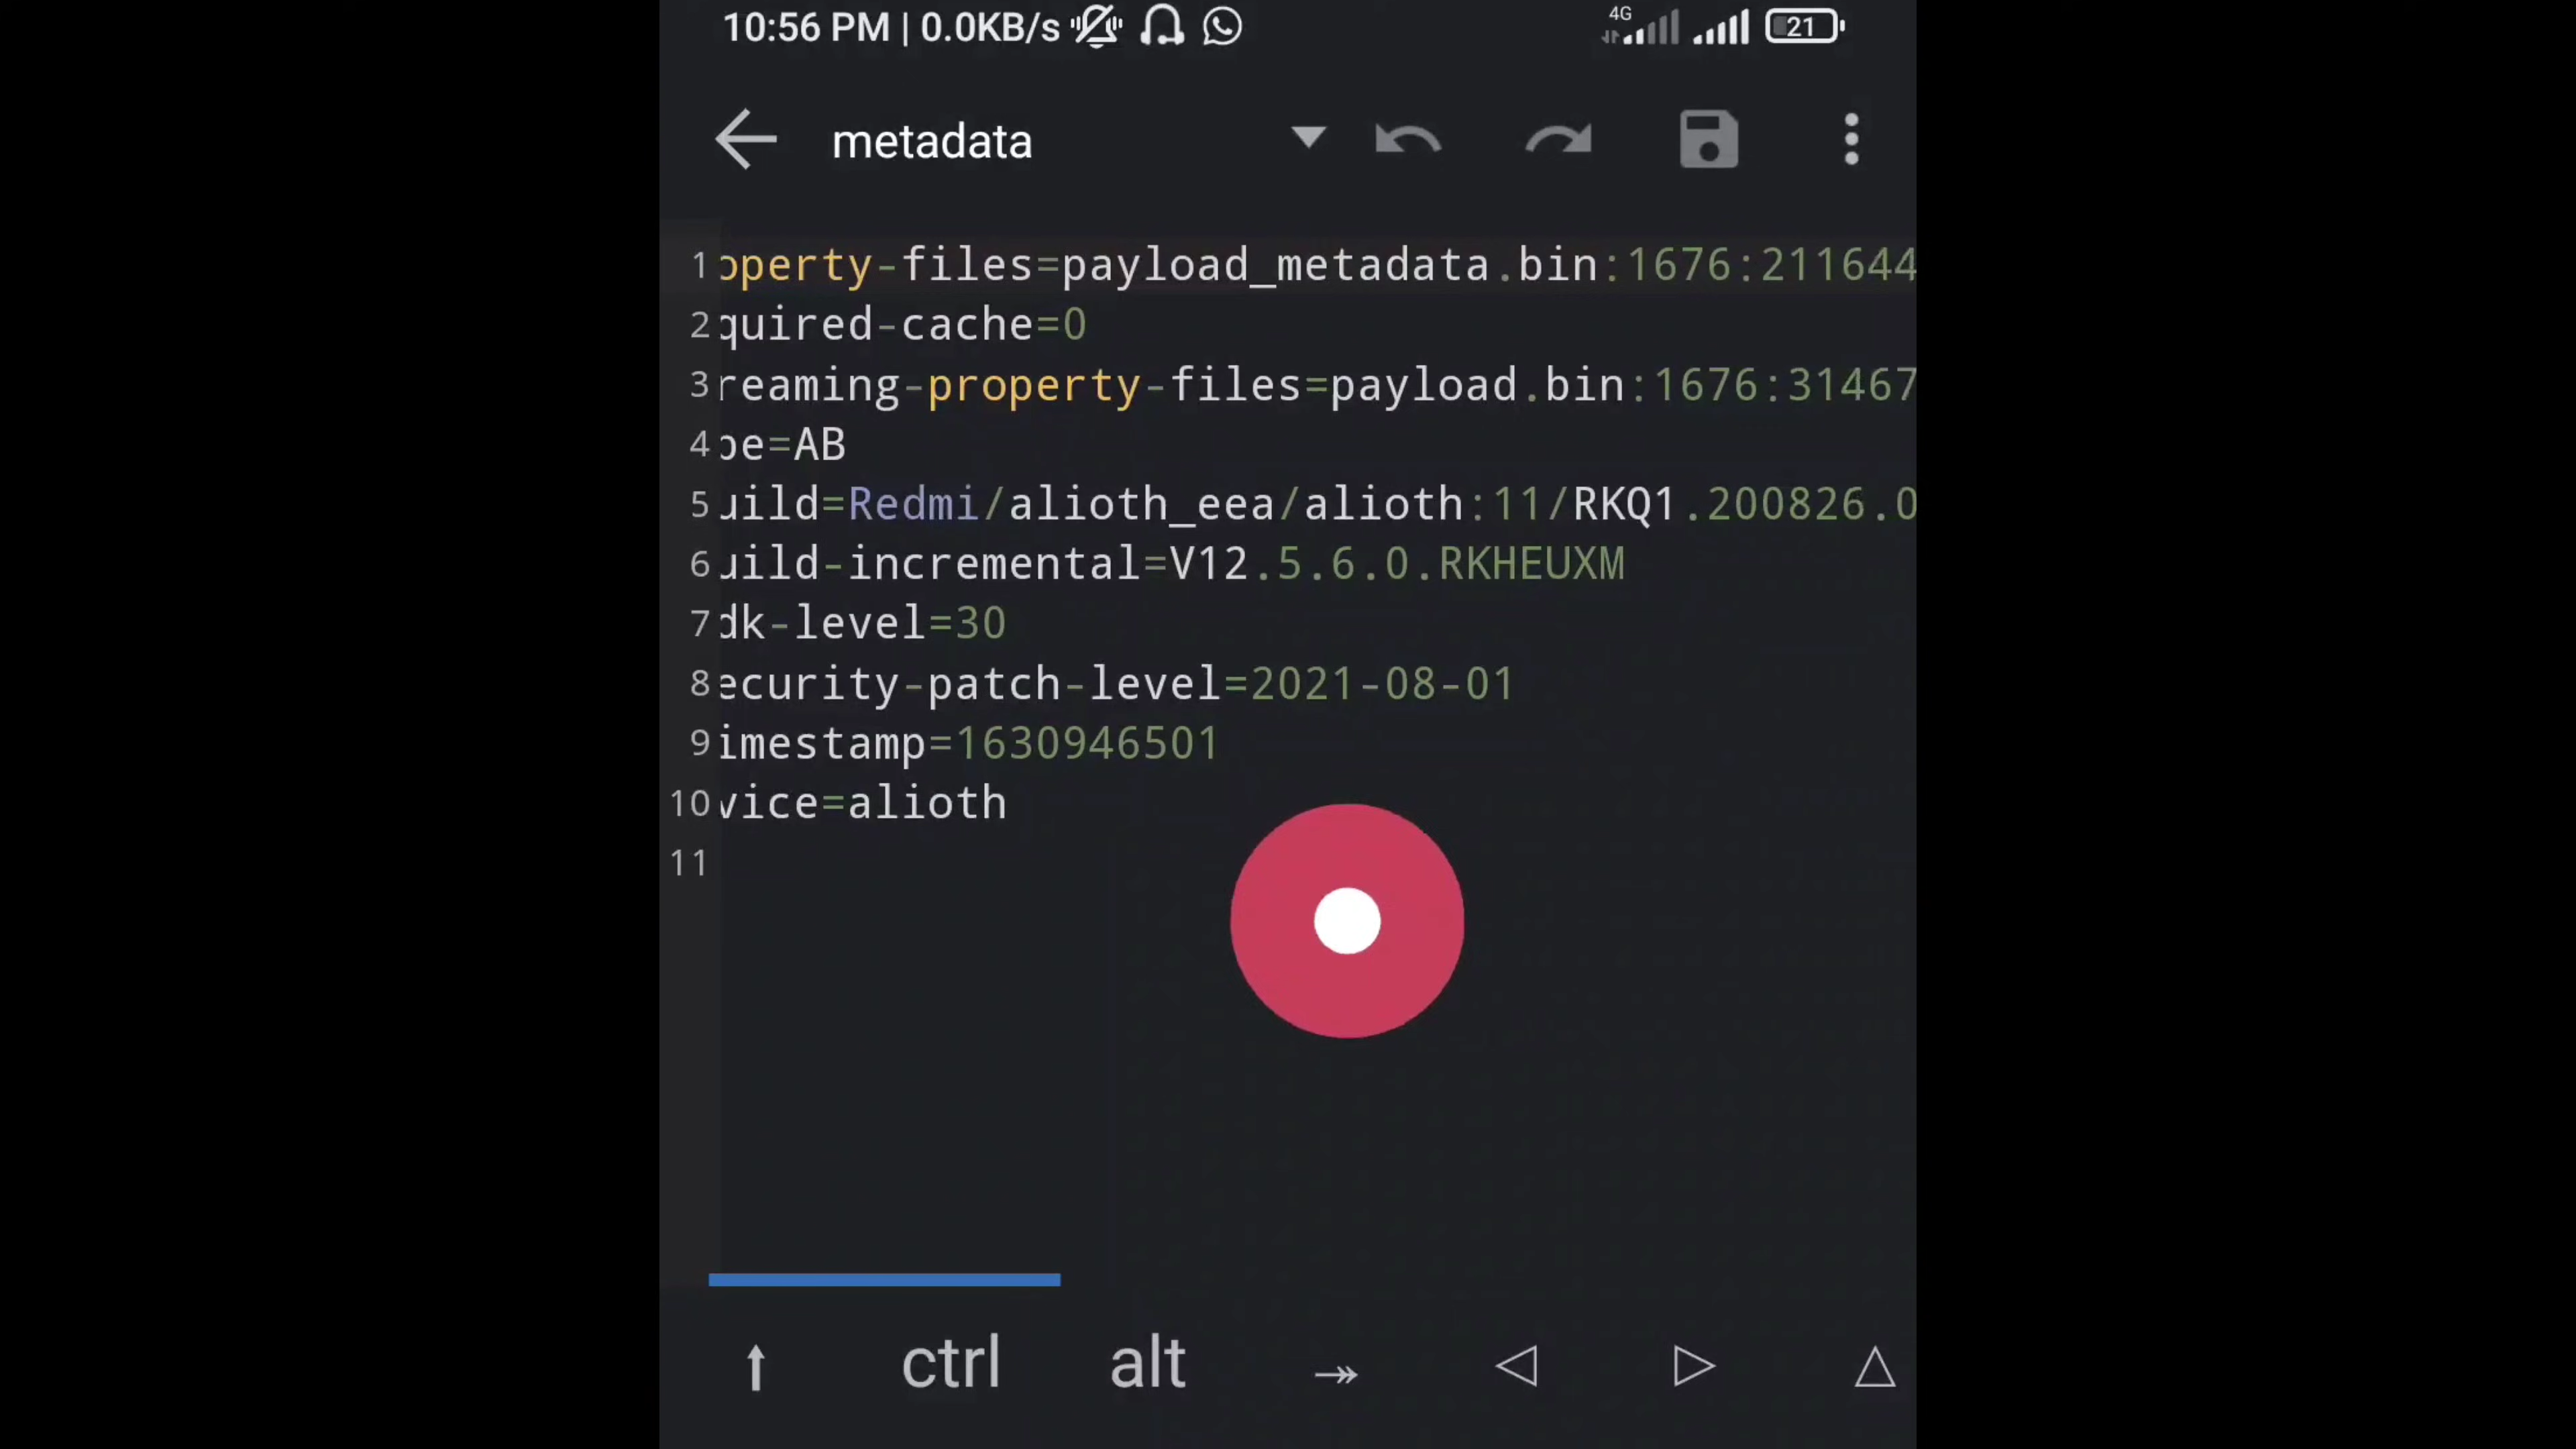 10:56 PM | 0.0KB/s 4G 21
metadata
1 operty-files=payload_metadata.bin:1676:211644
2 quired-cache=0
3 reaming-property-files=payload.bin:1676:31467
4 pe=AB
5 uild=Redmi/alioth_eea/alioth:11/RKQ1.200826.0
6 uild-incremental=V12.5.6.0.RKHEUXM
7 dk-level=30
8 ecurity-patch-level=2021-08-01
9 imestamp=1630946501
10 vice=alioth
11
ctrl alt